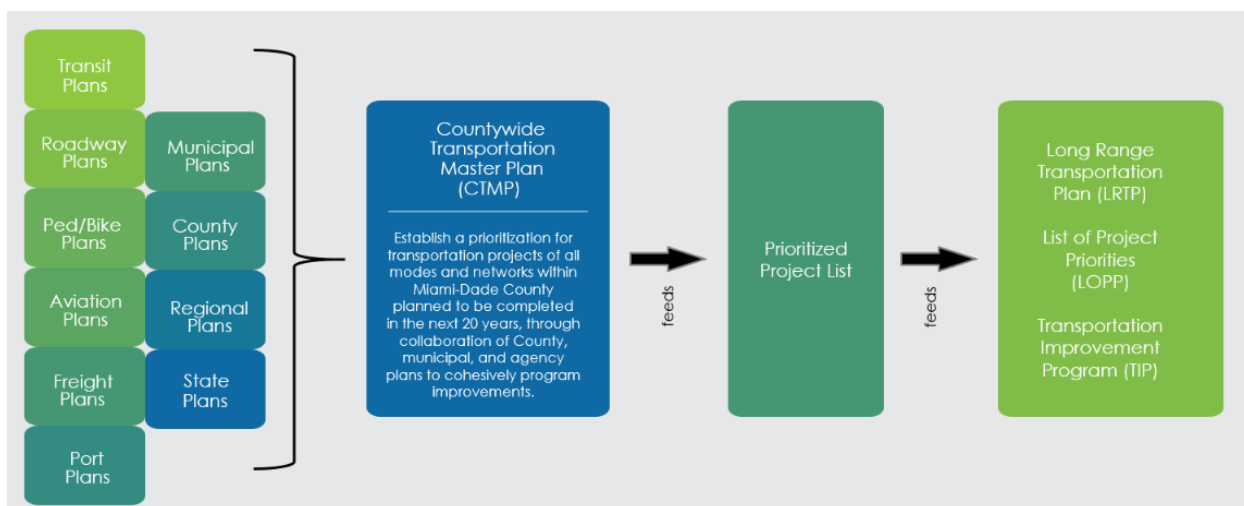 Transit
Plans
Roadway
Plans
Ped/Bike
Plans
Aviation
Plans
Freight
Plans
Port
Plans
Municipal
Plans
County
Plans
Regional
Plans
State
Plans
Countywide
Transportation
Master Plan
(CTMP)
Establish a prioritization for
transportation projects of all
modes and networks within
Miami-Dade County
planned to be completed
in the next 20 years, through
collaboration of County,
municipal, and agency
plans to cohesively program
improvements.
feeds
Prioritized
Project List
feeds
Long Range
Transportation
Plan (LRTP)
List of Project
Priorities
(LOPP)
Transportation
Improvement
Program (TIP)